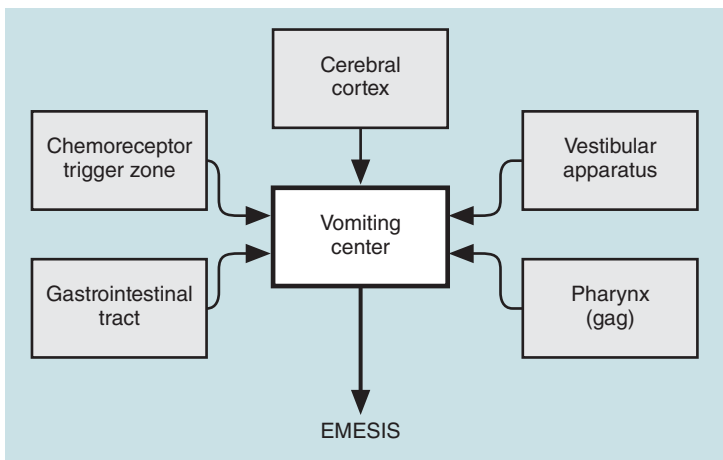 Cerebral
cortex
Chemoreceptor
trigger zone
Vestibular
apparatus
Vomiting
center
Gastrointestinal
tract
Pharynx
(gag)
EMESIS